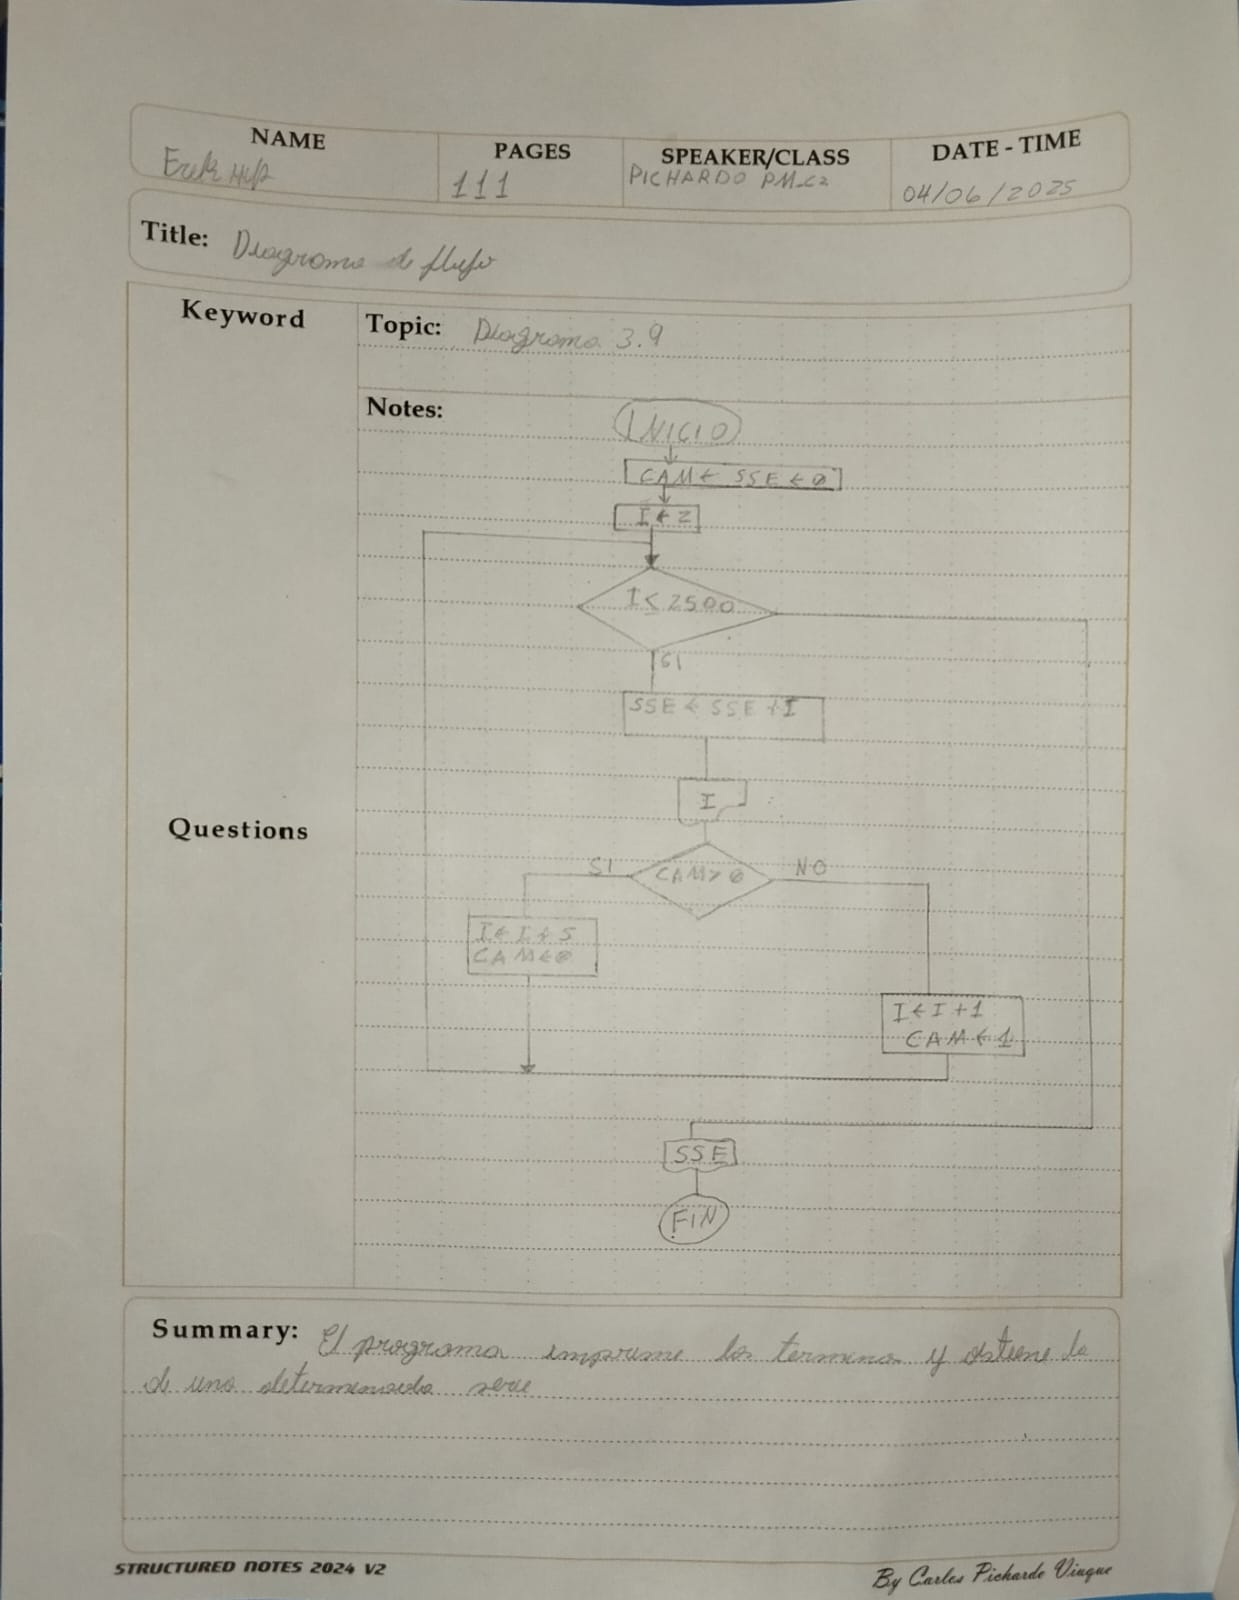 NAME
PAGES
SPEAKER/CLASS
DATE - TIME
Erik
111
PICHARDO PM-C2
04/06/2025
Title: Diagrama de flujo
Keyword
Topic: Diagrama 3.9
Notes:
INICIO
CAM ← SSE ← 0
I ← 2
I ≤ 2500
SI
SSE ← SSE + I
I
Questions
SI
CAM > 0
NO
I ← I + 5
CAM ← 0
I ← I + 1
CAM ← 1
SSE
FIN
Summary: El programa imprime los terminos y obtiene la
de una determinada serie
STRUCTURED NOTES 2024 V2
By Carlos Pichardo Viuque